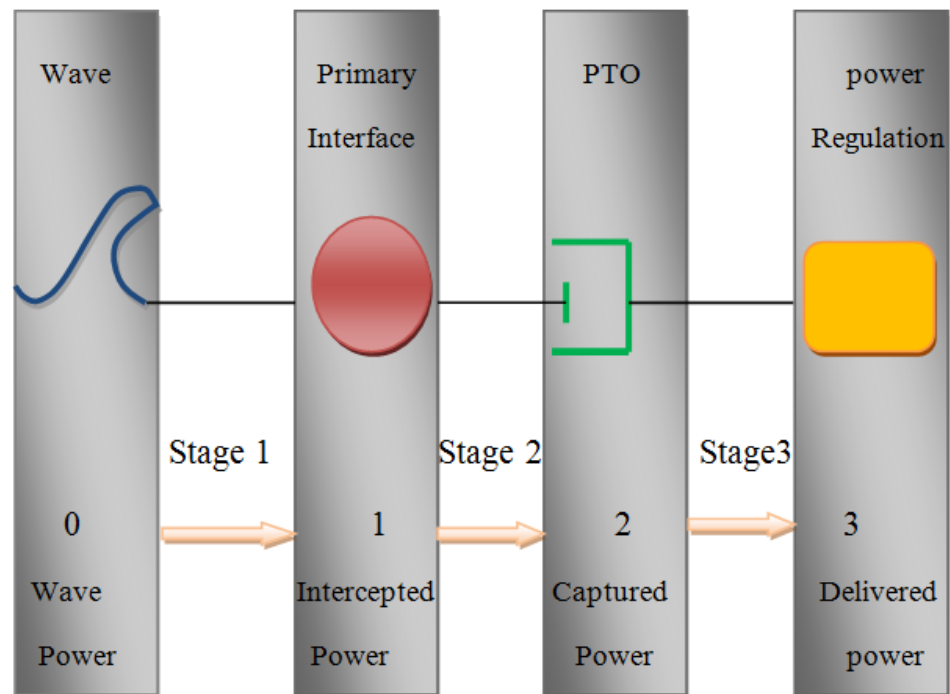 Wave
Primary
Interface
PTO
power
Regulation
Stage 1
Stage 2
Stage3
0
Wave
Power
1
Intercepted
Power
2
Captured
Power
3
Delivered
power